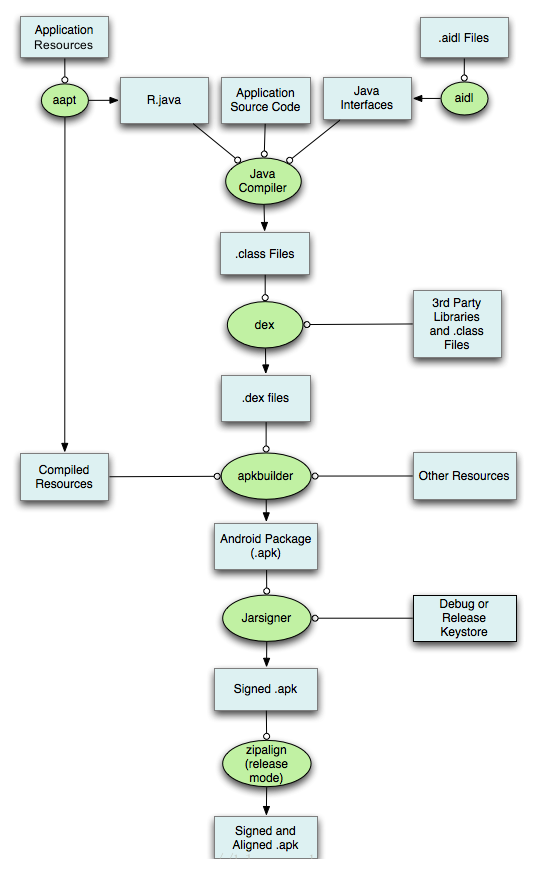 Application
Resources
.aidl Files
aapt
R.java
Application
Source Code
Java
Interfaces
aidl
Java
Compiler
.class Files
dex
3rd Party
Libraries
and .class
Files
.dex files
Compiled
Resources
apkbuilder
Other Resources
Android Package
(.apk)
Jarsigner
Debug or
Release
Keystore
Signed .apk
zipalign
(release
mode)
Signed and
Aligned .apk